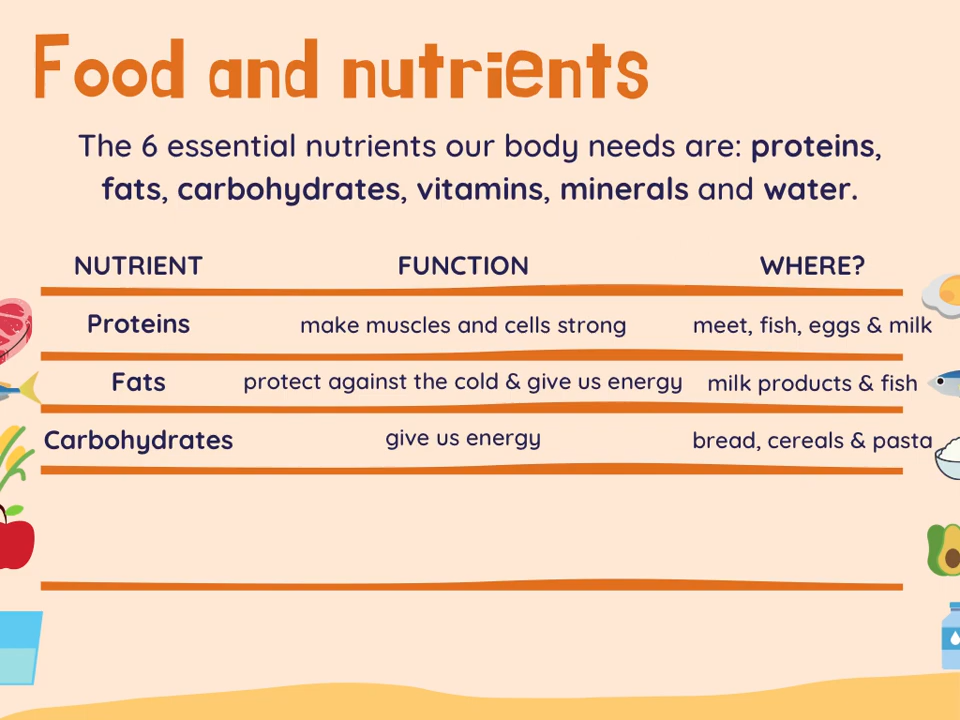 Food and nutrients
The 6 essential nutrients our body needs are: proteins,
fats, carbohydrates, vitamins, minerals and water.
NUTRIENT FUNCTION WHERE?
Proteins make muscles and cells strong meet, fish, eggs & milk
Fats protect against the cold & give us energy milk products & fish
Carbohydrates give us energy bread, cereals & pasta